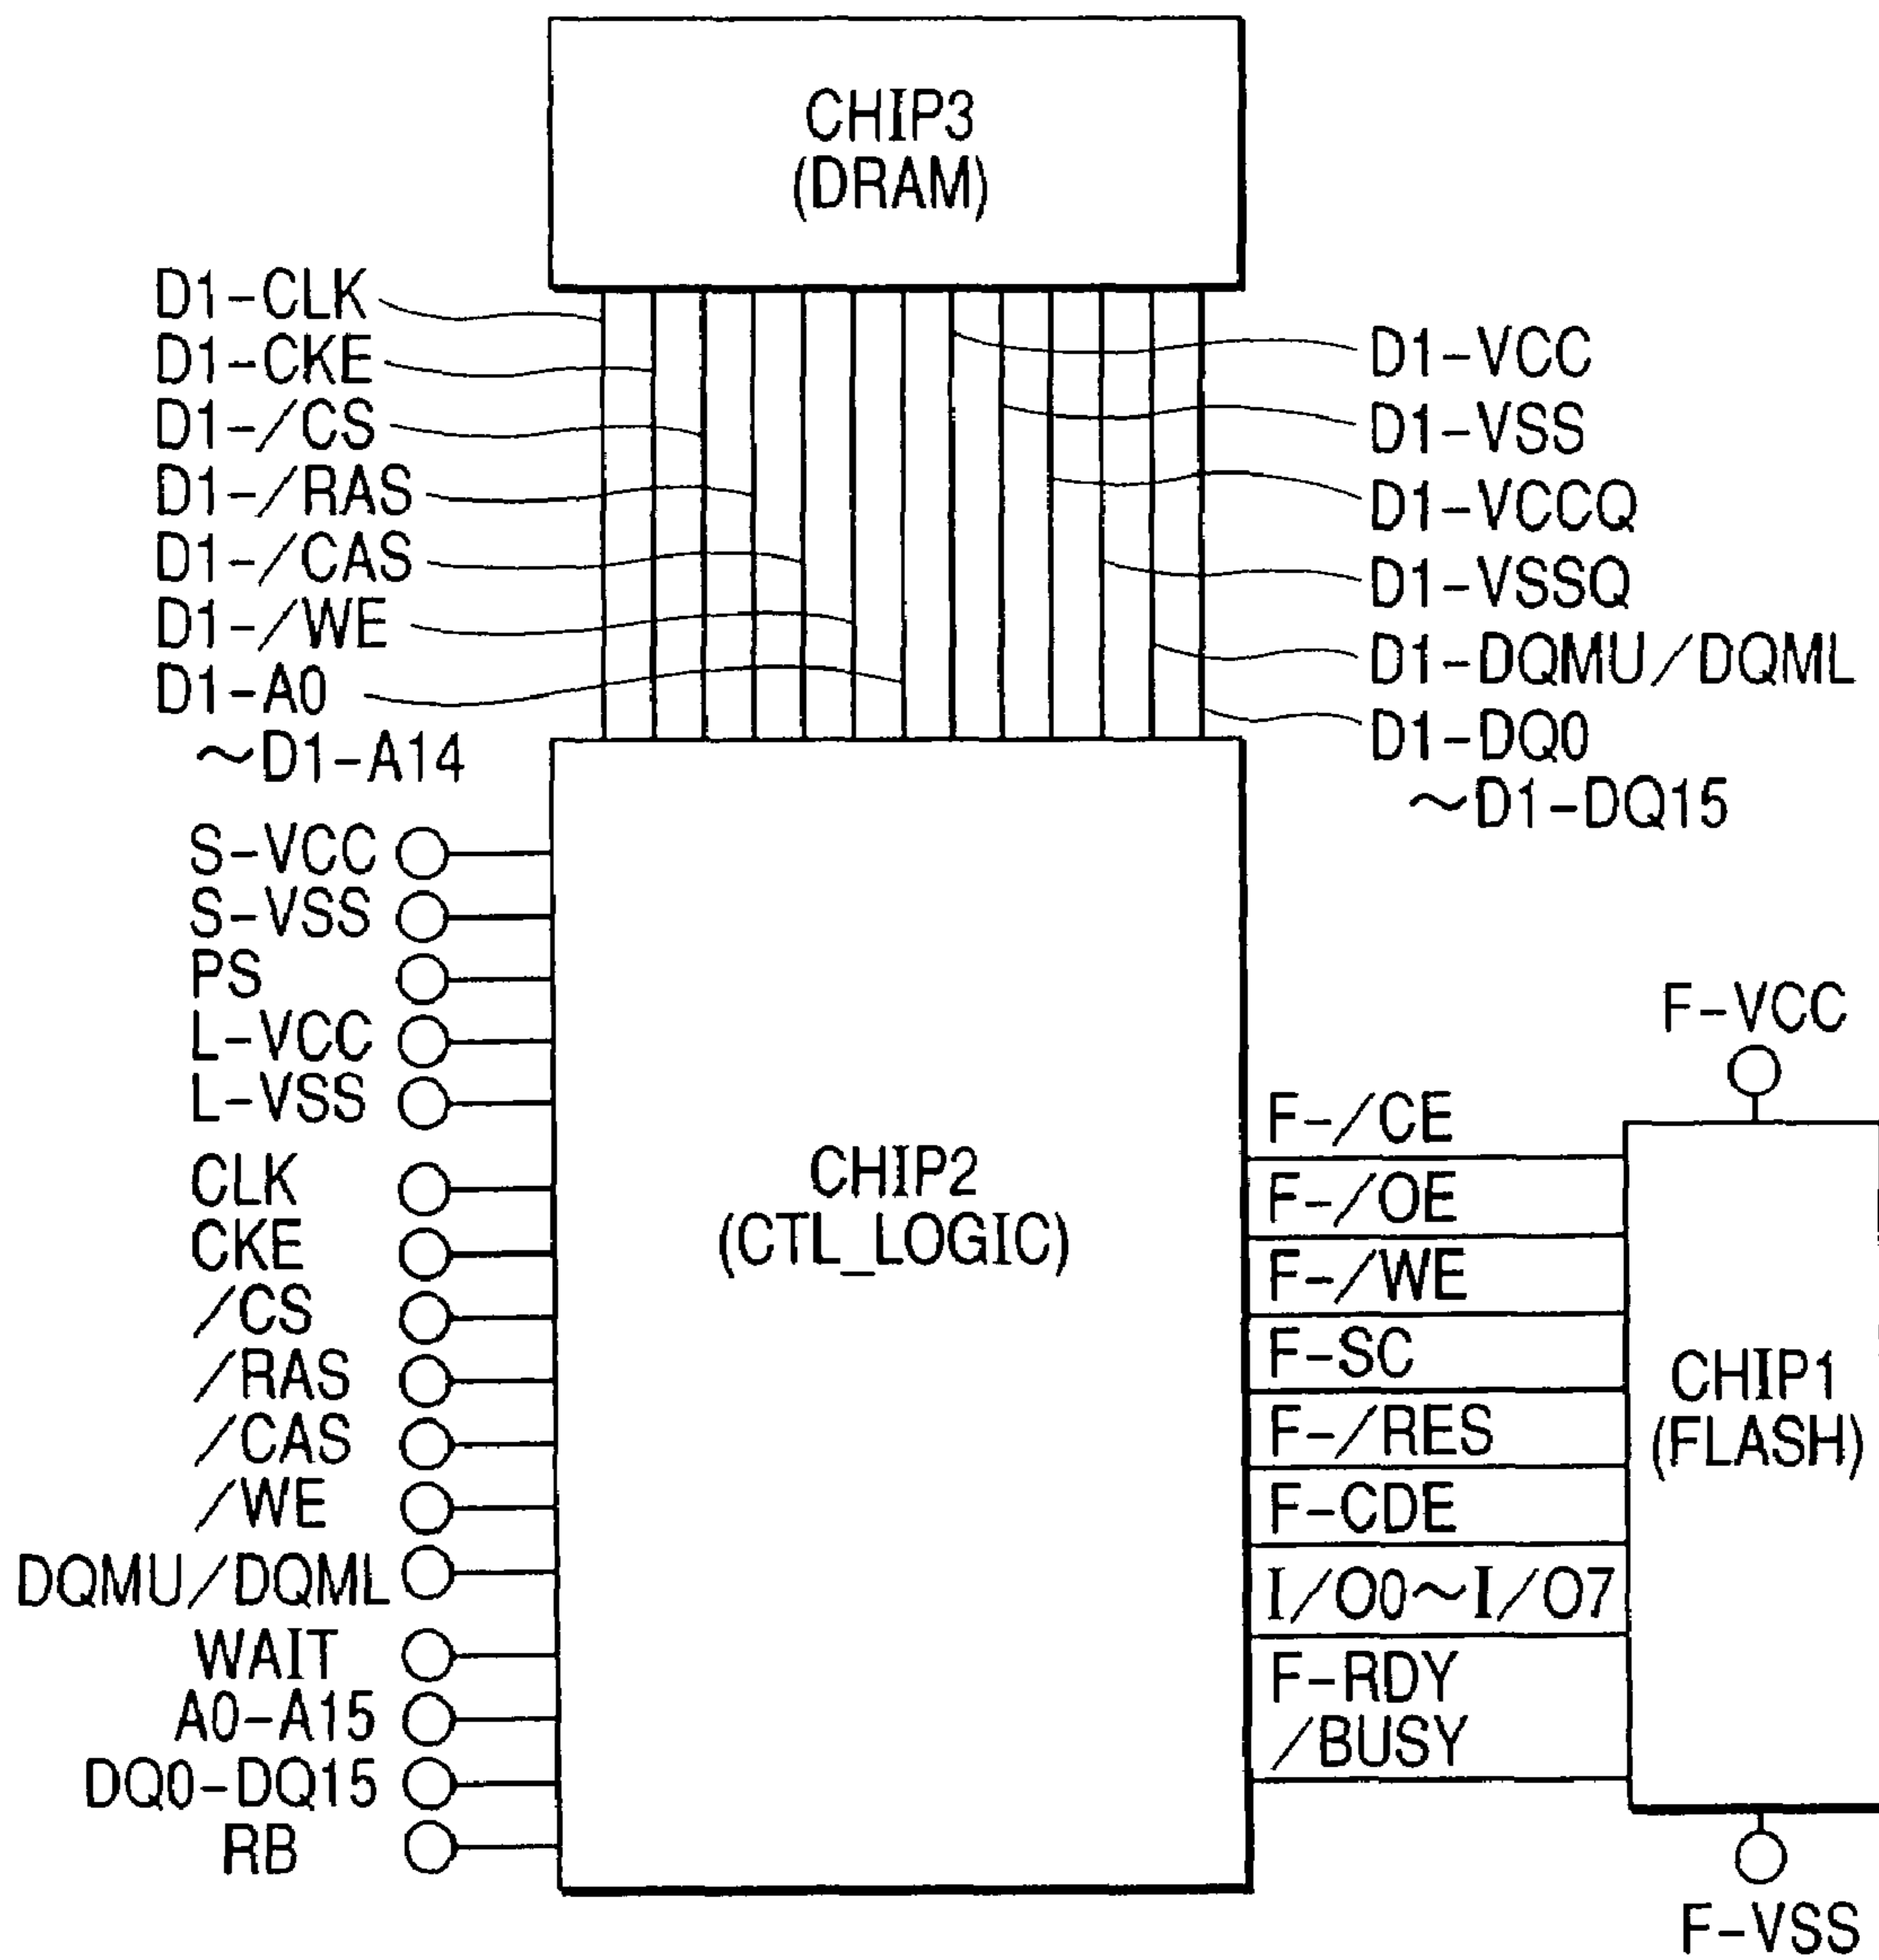 CHIP3
(DRAM)
D1-CLK
D1-CKE
D1-/CS
D1-/RAS
D1-/CAS
D1-/WE
D1-A0
~D1-A14
D1-VCC
D1-VSS
D1-VCCQ
D1-VSSQ
D1-DQMU/DQML
D1-DQ0
~D1-DQ15
S-VCC
S-VSS
PS
L-VCC
L-VSS
CLK
CKE
/CS
/RAS
/CAS
/WE
DQMU/DQML
WAIT
A0-A15
DQ0-DQ15
RB
CHIP2
(CTL_LOGIC)
F-/CE
F-/OE
F-/WE
F-SC
F-/RES
F-CDE
I/O0~I/O7
F-RDY
/BUSY
F-VCC
CHIP1
(FLASH)
F-VSS